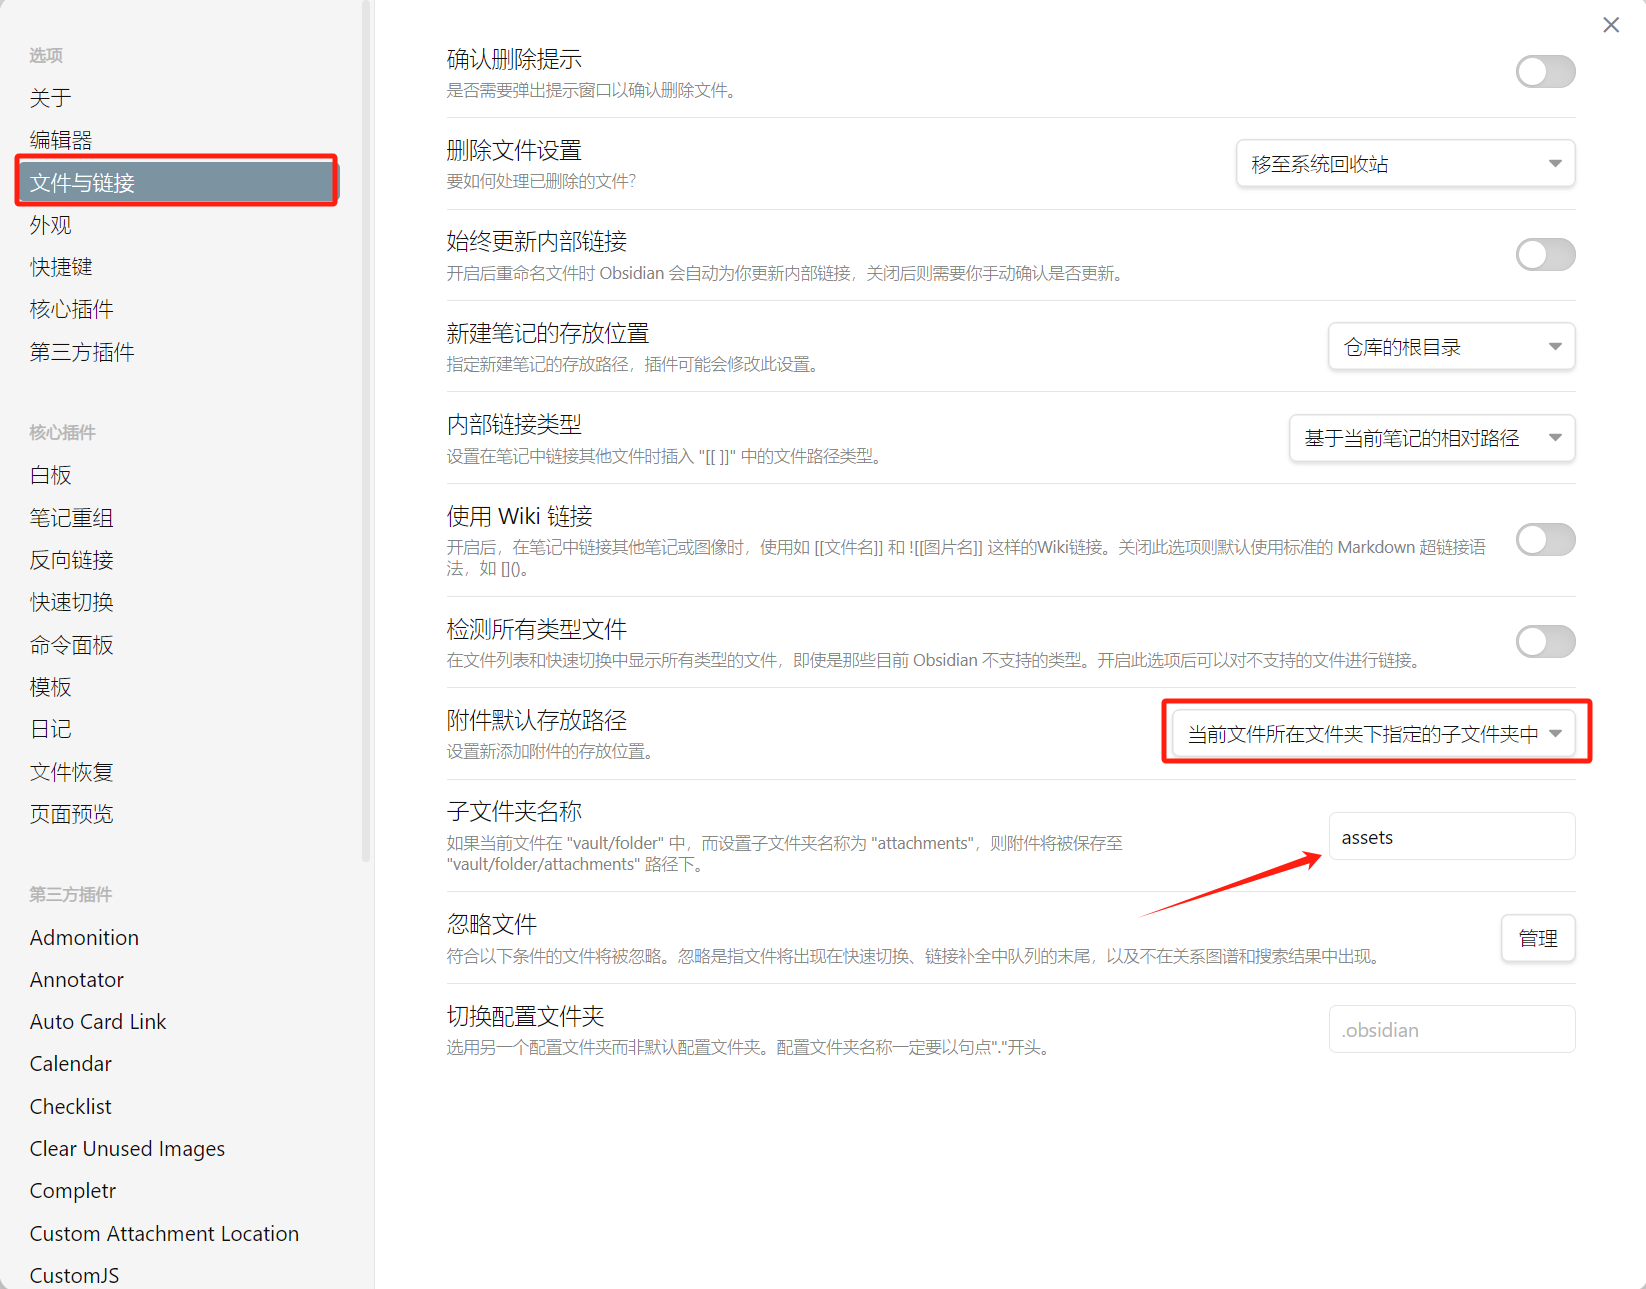 选项
关于
编辑器
文件与链接
外观
快捷键
核心插件
第三方插件
核心插件
白板
笔记重组
反向链接
快速切换
命令面板
模板
日记
文件恢复
页面预览
第三方插件
Admonition
Annotator
Auto Card Link
Calendar
Checklist
Clear Unused Images
Completr
Custom Attachment Location
CustomJS
确认删除提示
是否需要弹出提示窗口以确认删除文件。
删除文件设置
要如何处理已删除的文件？
移至系统回收站
始终更新内部链接
开启后重命名文件时 Obsidian 会自动为你更新内部链接，关闭后则需要你手动确认是否更新。
新建笔记的存放位置
指定新建笔记的存放路径，插件可能会修改此设置。
仓库的根目录
内部链接类型
设置在笔记中链接其他文件时插入 "[[ ]]" 中的文件路径类型。
基于当前笔记的相对路径
使用 Wiki 链接
开启后，在笔记中链接其他笔记或图像时，使用如 [[文件名]] 和 ![[图片名]] 这样的Wiki链接。关闭此选项则默认使用标准的 Markdown 超链接语
法，如 []()。
检测所有类型文件
在文件列表和快速切换中显示所有类型的文件，即使是那些目前 Obsidian 不支持的类型。开启此选项后可以对不支持的文件进行链接。
附件默认存放路径
设置新添加附件的存放位置。
当前文件所在文件夹下指定的子文件夹中
子文件夹名称
如果当前文件在 "vault/folder" 中，而设置子文件夹名称为 "attachments"，则附件将被保存至
"vault/folder/attachments" 路径下。
assets
忽略文件
符合以下条件的文件将被忽略。忽略是指文件将出现在快速切换、链接补全中队列的末尾，以及不在关系图谱和搜索结果中出现。
管理
切换配置文件夹
选用另一个配置文件夹而非默认配置文件夹。配置文件夹名称一定要以句点"."开头。
.obsidian